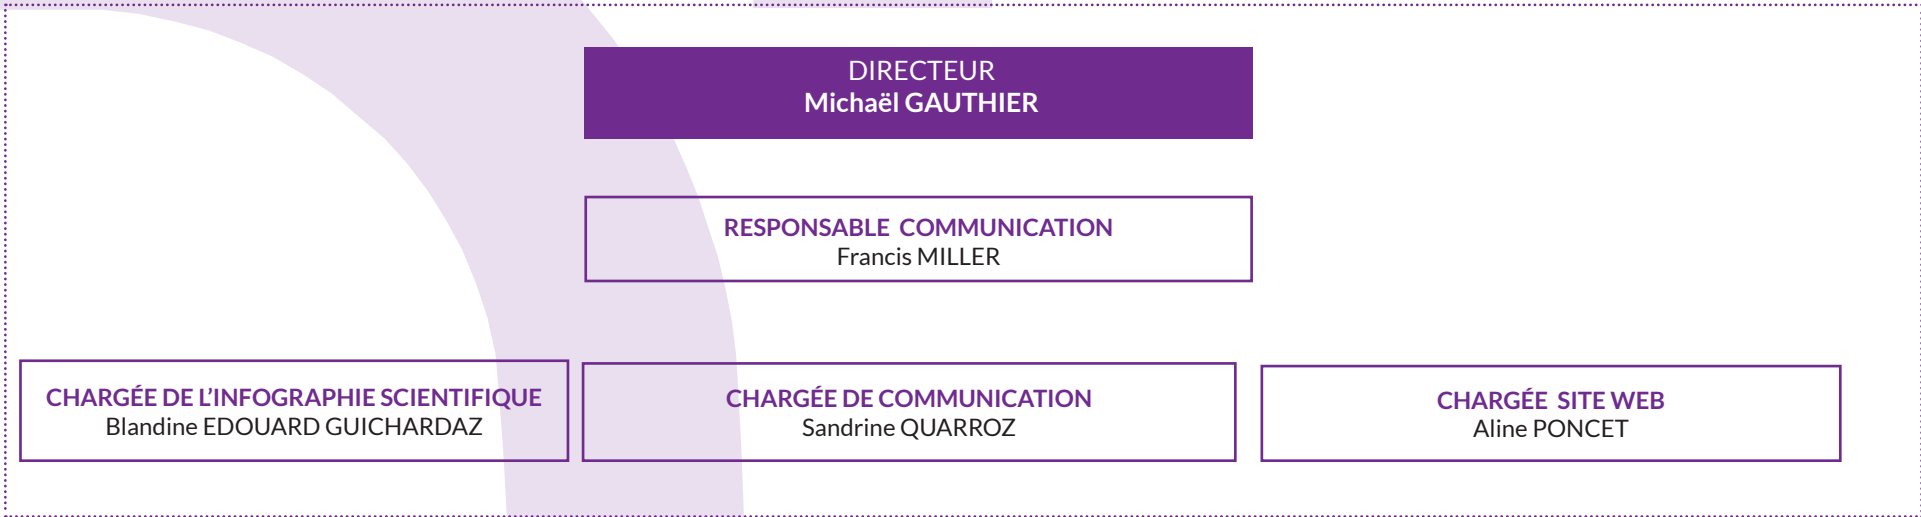 DIRECTEUR
Michaël GAUTHIER
RESPONSABLE COMMUNICATION
Francis MILLER
CHARGÉE DE L'INFOGRAPHIE SCIENTIFIQUE
Blandine EDOUARD GUICHARDAZ
CHARGÉE DE COMMUNICATION
Sandrine QUARROZ
CHARGÉE SITE WEB
Aline PONCET